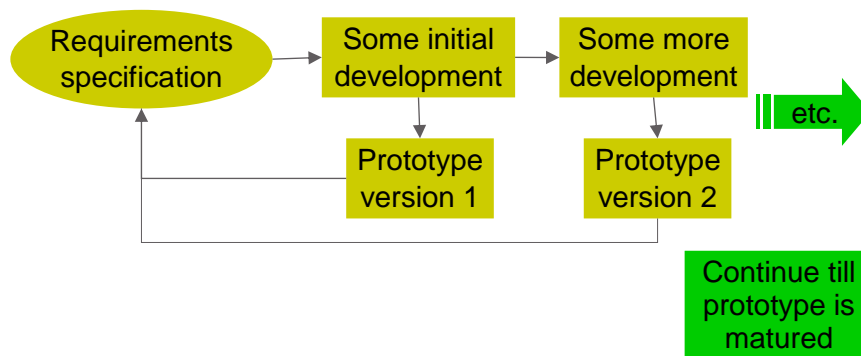 Requirements
specification
Some initial
development
Some more
development
etc.
Prototype
version 1
Prototype
version 2
Continue till
prototype is
matured